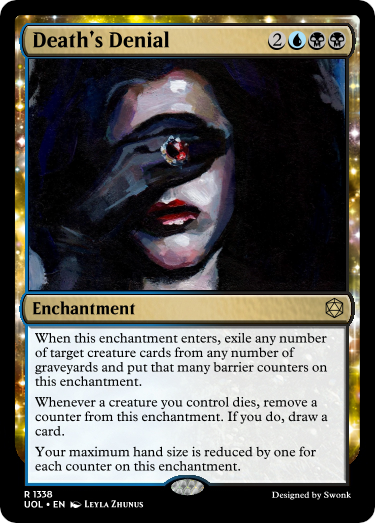 Death's Denial
2
Enchantment
When this enchantment enters, exile any number
of target creature cards from any number of
graveyards and put that many barrier counters on
this enchantment.
Whenever a creature you control dies, remove a
counter from this enchantment. If you do, draw a
card.
Your maximum hand size is reduced by one for
each counter on this enchantment.
R 1338
UOL • EN Leyla Zhunus
Designed by Swonk